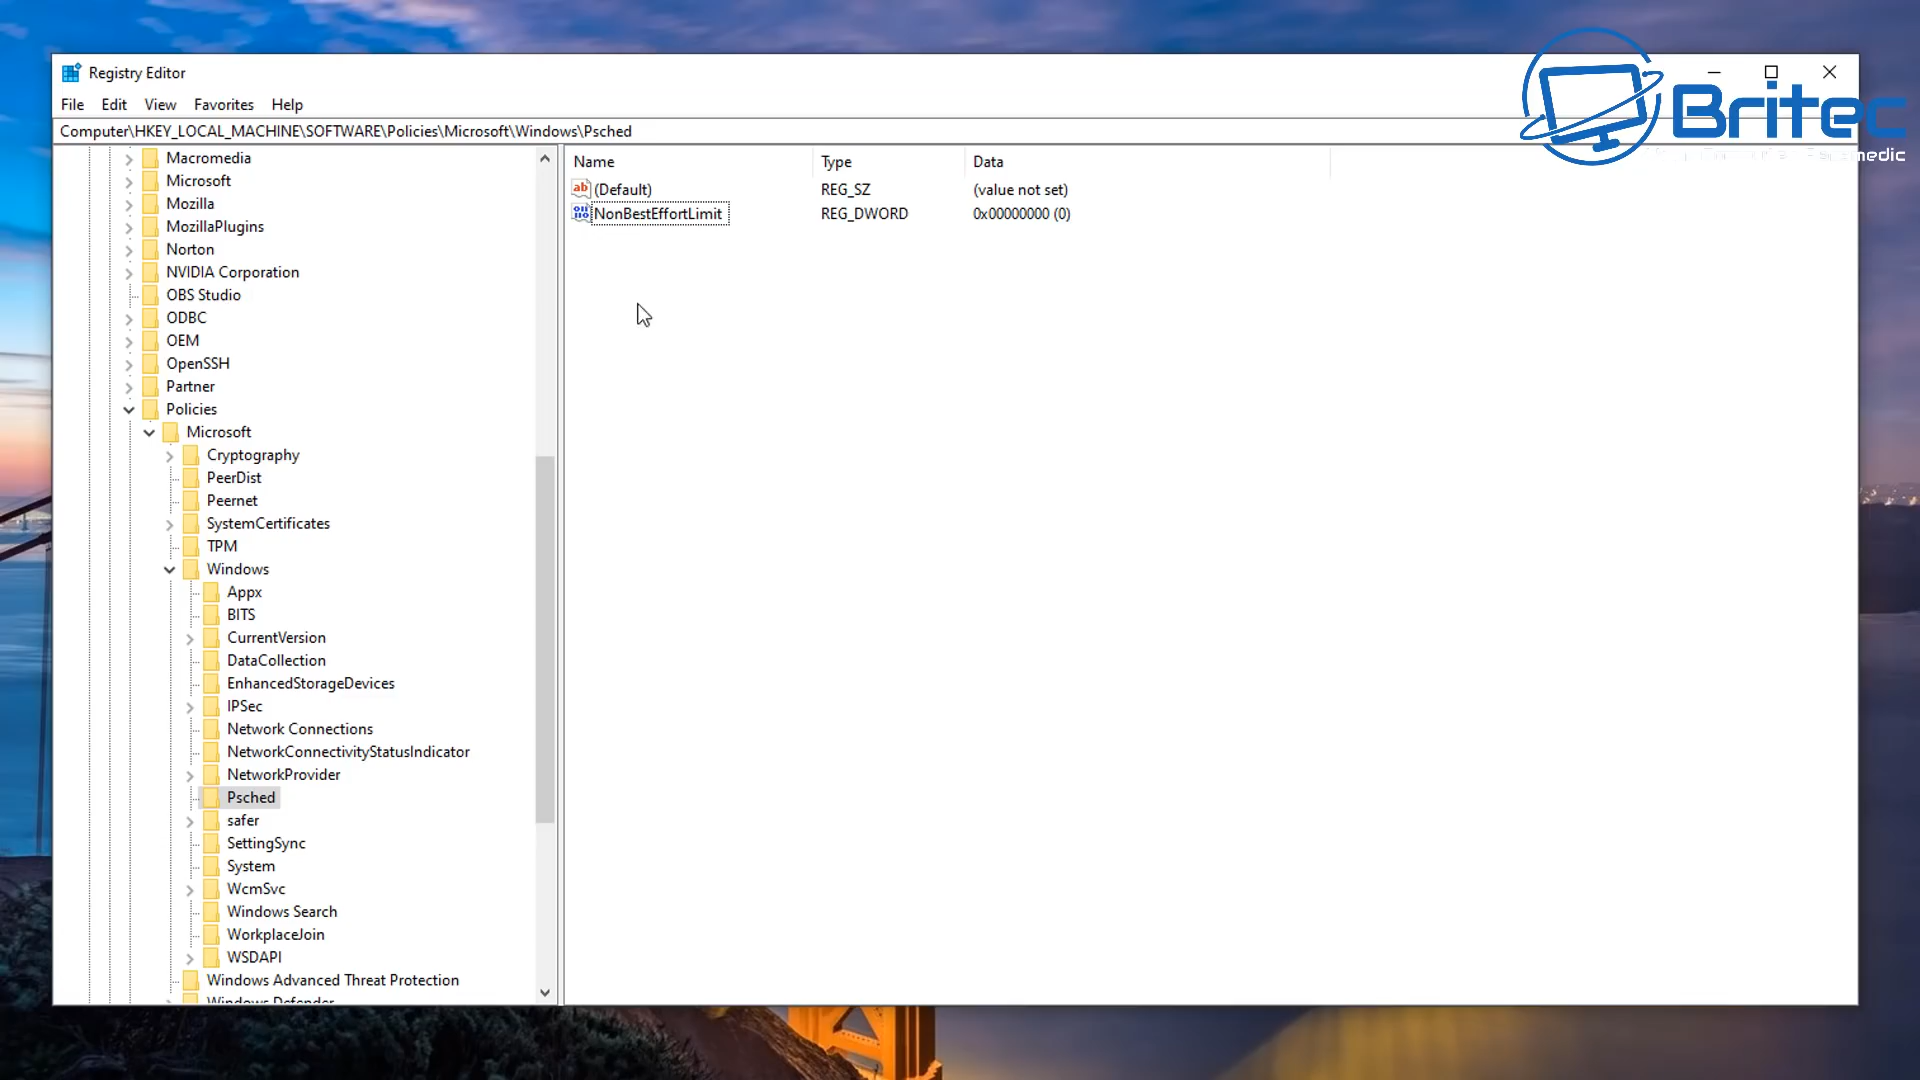 Registry Editor
File Edit View Favorites Help
Computer\HKEY_LOCAL_MACHINE\SOFTWARE\Policies\Microsoft\Windows\Psched
Macromedia
Microsoft
Mozilla
MozillaPlugins
Norton
NVIDIA Corporation
OBS Studio
ODBC
OEM
OpenSSH
Partner
Policies
Microsoft
Cryptography
PeerDist
Peernet
SystemCertificates
TPM
Windows
Appx
BITS
CurrentVersion
DataCollection
EnhancedStorageDevices
IPSec
Network Connections
NetworkConnectivityStatusIndicator
NetworkProvider
Psched
safer
SettingSync
System
WcmSvc
Windows Search
WorkplaceJoin
WSDAPI
Windows Advanced Threat Protection
Windows Defender
Name Type Data
(Default) REG_SZ (value not set)
NonBestEffortLimit REG_DWORD 0x00000000 (0)
Britec